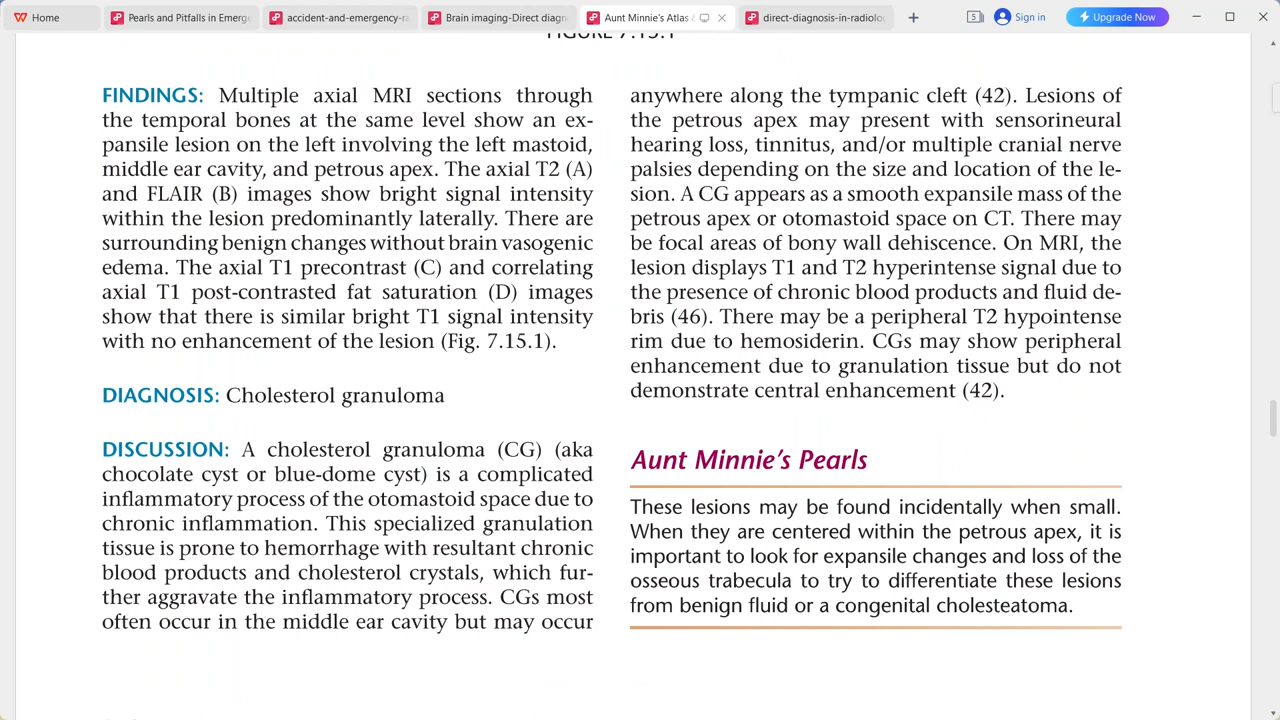 Home
Pearls and Pitfalls in Emerg
accident-and-emergency-ra
Brain imaging-Direct diagn
Aunt Minnie's Atlas &
direct-diagnosis-in-radiolo
5
Sign in
Upgrade Now
FIGURE 7.15.1
FINDINGS: Multiple axial MRI sections through
the temporal bones at the same level show an ex-
pansile lesion on the left involving the left mastoid,
middle ear cavity, and petrous apex. The axial T2 (A)
and FLAIR (B) images show bright signal intensity
within the lesion predominantly laterally. There are
surrounding benign changes without brain vasogenic
edema. The axial T1 precontrast (C) and correlating
axial T1 post-contrasted fat saturation (D) images
show that there is similar bright T1 signal intensity
with no enhancement of the lesion (Fig. 7.15.1).
DIAGNOSIS: Cholesterol granuloma
DISCUSSION: A cholesterol granuloma (CG) (aka
chocolate cyst or blue-dome cyst) is a complicated
inflammatory process of the otomastoid space due to
chronic inflammation. This specialized granulation
tissue is prone to hemorrhage with resultant chronic
blood products and cholesterol crystals, which fur-
ther aggravate the inflammatory process. CGs most
often occur in the middle ear cavity but may occur
anywhere along the tympanic cleft (42). Lesions of
the petrous apex may present with sensorineural
hearing loss, tinnitus, and/or multiple cranial nerve
palsies depending on the size and location of the le-
sion. A CG appears as a smooth expansile mass of the
petrous apex or otomastoid space on CT. There may
be focal areas of bony wall dehiscence. On MRI, the
lesion displays T1 and T2 hyperintense signal due to
the presence of chronic blood products and fluid de-
bris (46). There may be a peripheral T2 hypointense
rim due to hemosiderin. CGs may show peripheral
enhancement due to granulation tissue but do not
demonstrate central enhancement (42).
Aunt Minnie's Pearls
These lesions may be found incidentally when small.
When they are centered within the petrous apex, it is
important to look for expansile changes and loss of the
osseous trabecula to try to differentiate these lesions
from benign fluid or a congenital cholesteatoma.